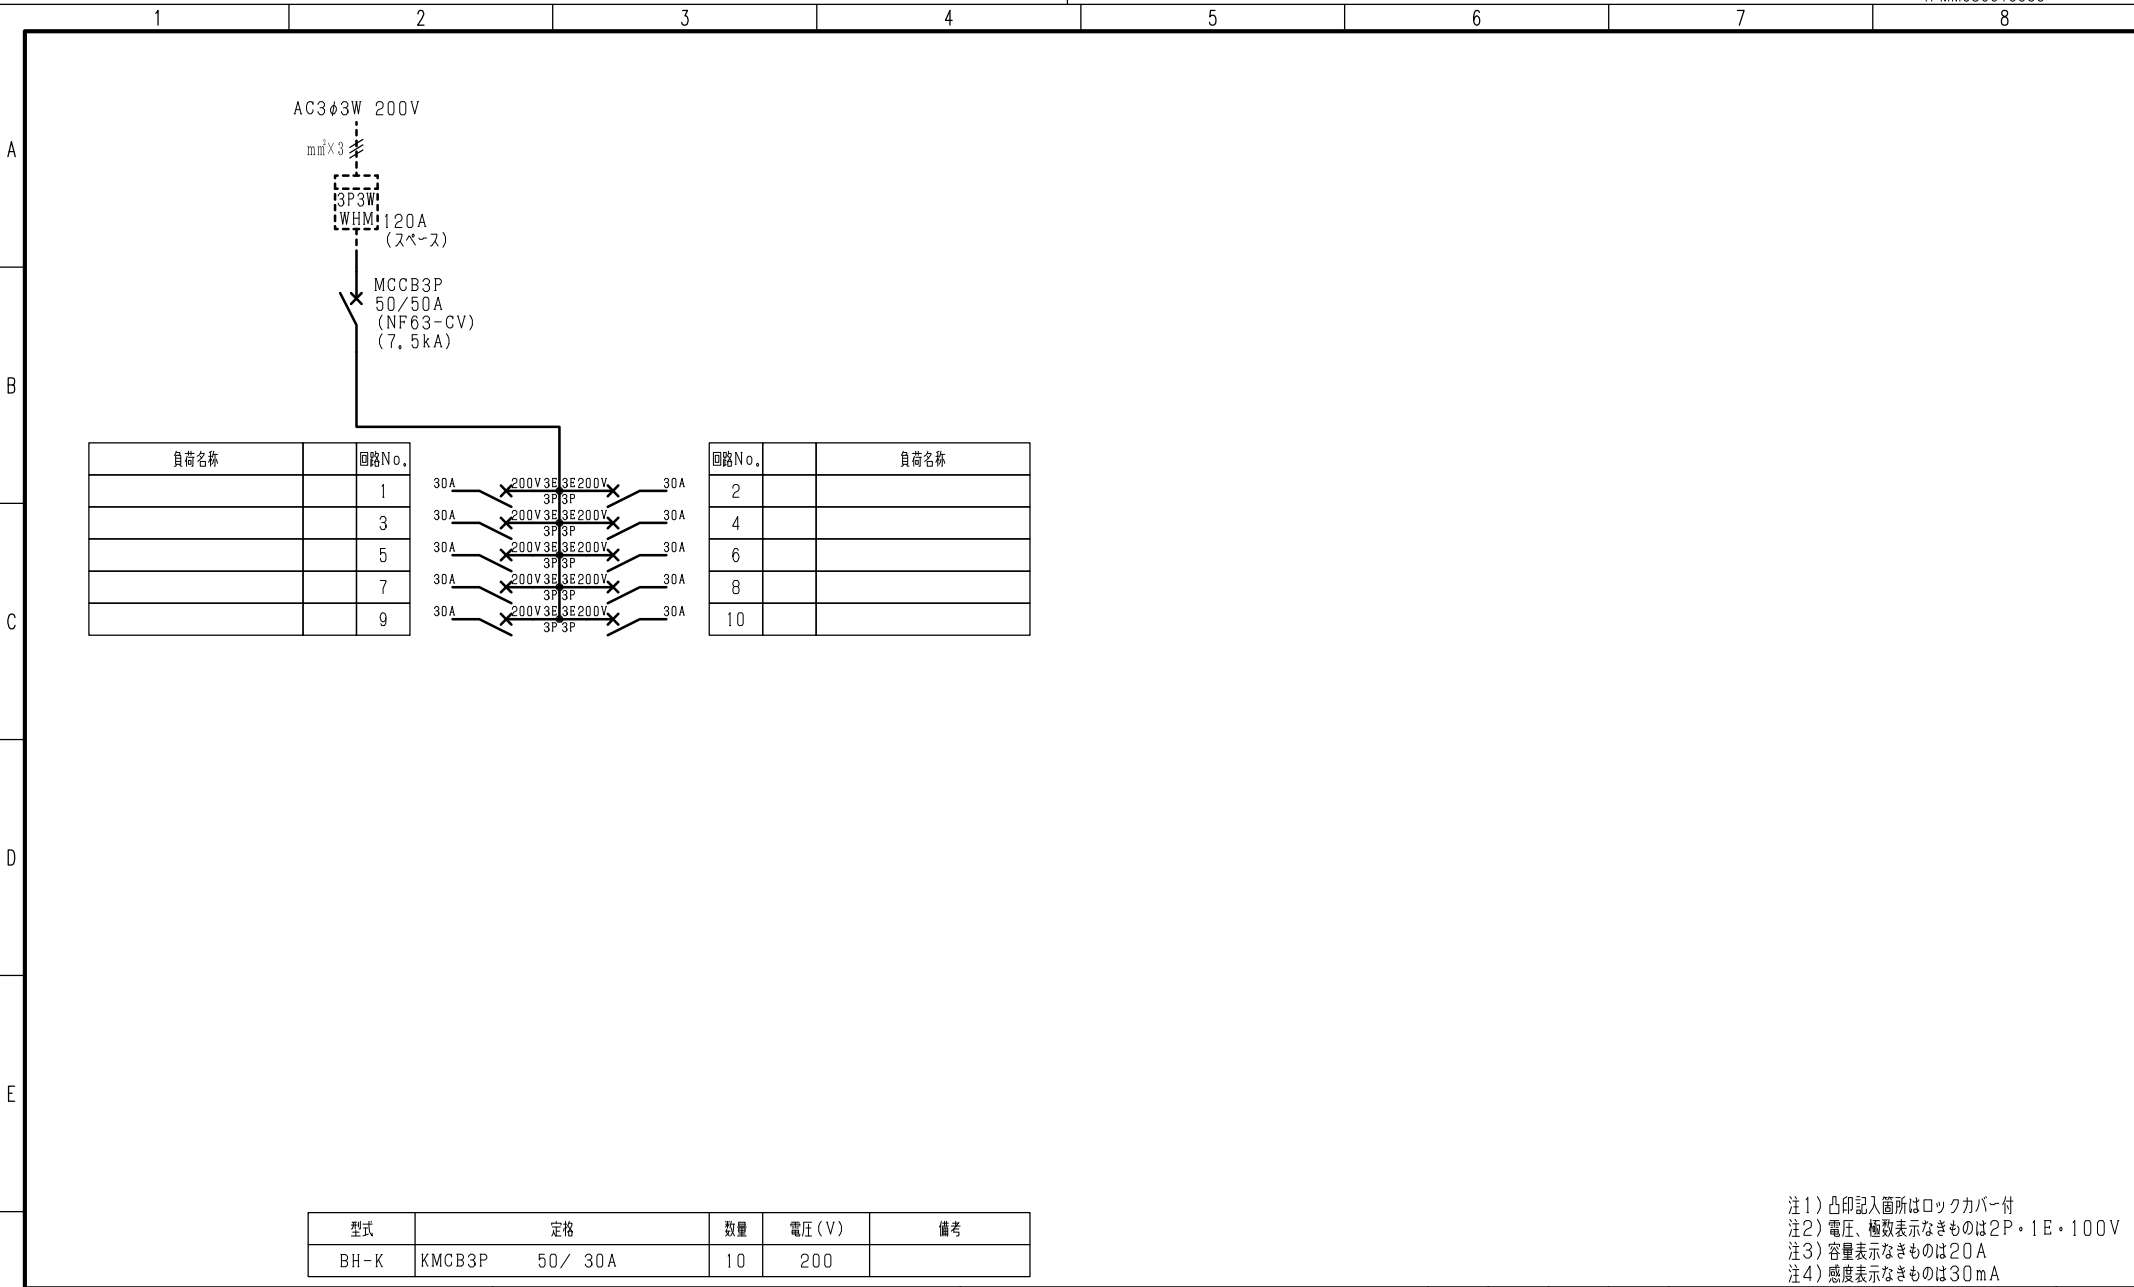 1 2 3 4 5 6 7 8
A
B
C
D
E
AC3φ3W 200V
mm²×3
3P3W
WHM
120A
(スペース)
MCCB3P
50/50A
(NF63-CV)
(7.5kA)
負荷名称 回路No. 回路No. 負荷名称
1 30A 200V 3E 3E 200V 30A 2
3P 3P
3 30A 200V 3E 3E 200V 30A 4
3P 3P
5 30A 200V 3E 3E 200V 30A 6
3P 3P
7 30A 200V 3E 3E 200V 30A 8
3P 3P
9 30A 200V 3E 3E 200V 30A 10
3P 3P
型式 定格 数量 電圧(V) 備考
BH-K KMCB3P 50/ 30A 10 200
注1)凸印記入箇所はロックカバー付
注2)電圧、極数表示なきものは2P・1E・100V
注3)容量表示なきものは20A
注4)感度表示なきものは30mA